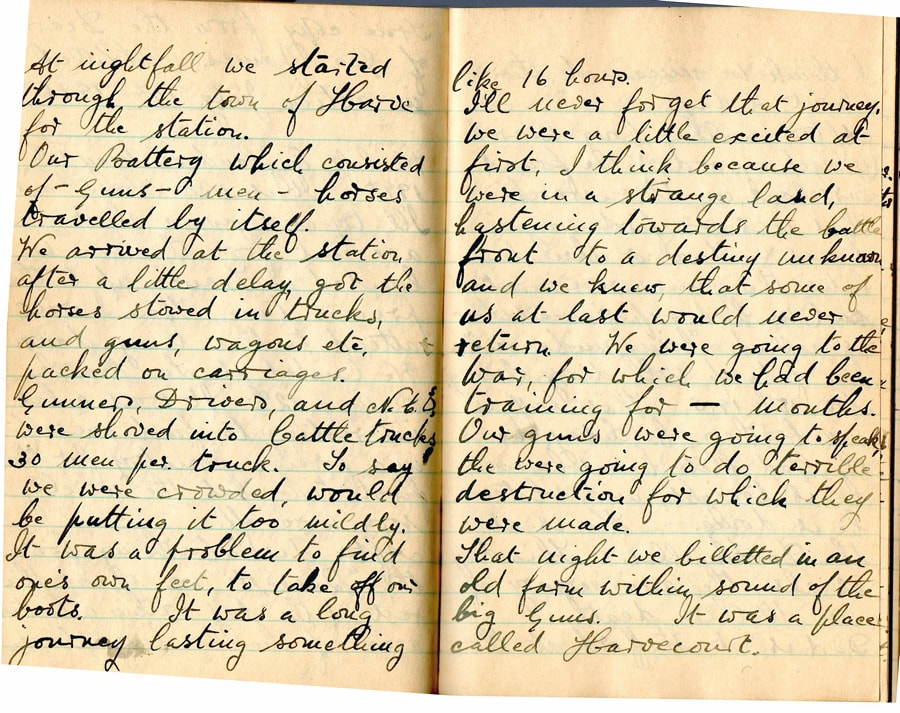 At nightfall we started
through the town of Harve
for the station.
Our Battery which consisted
of - Guns - men - horses
travelled by itself.
We arrived at the station
after a little delay, got the
horses stowed in trucks,
and guns, wagons etc,
packed on carriages.
Gunners, Drivers, and N.C.O's
were shoved into Cattle trucks
30 men per. truck. To say
we were crowded, would
be putting it too mildly.
It was a problem to find
one's own feet, to take off our
boots. It was a long
journey lasting something
like 16 hours.
I'll never forget that journey.
We were a little excited at
first, I think because we
were in a strange land,
hastening towards the battle
front to a destiny unknown
and we knew, that some of
us at last would never
return. We were going to the
War, for which we had been
training for — months.
Our guns were going to speak,
the were going to do terrible
destruction for which they
were made.
That night we billetted in an
old farm within sound of the
big Guns. It was a place
called Harvecourt.